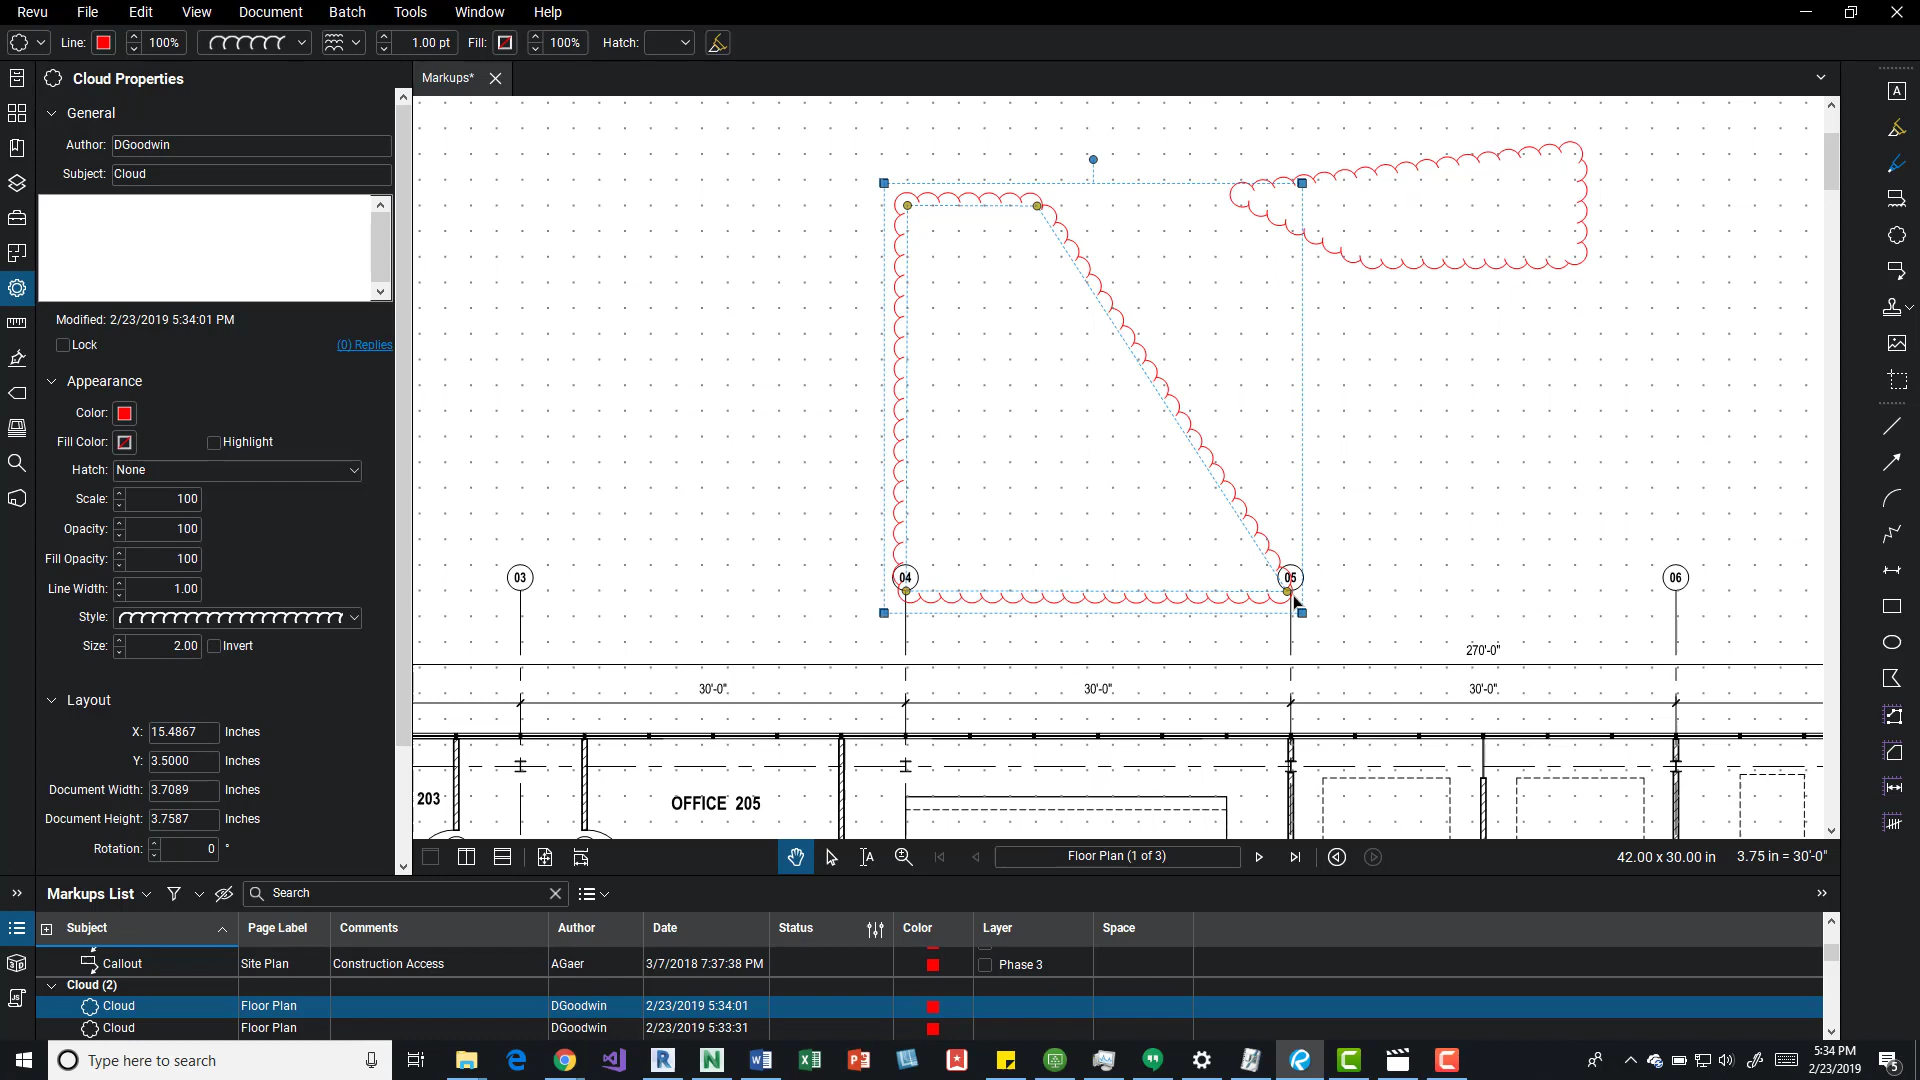 Revu File Edit View Document Batch Tools Window Help
Line: 100% 1.00 pt Fill: 100% Hatch:
Cloud Properties
Markups*
General
Author: DGoodwin
Subject: Cloud
Modified: 2/23/2019 5:34:01 PM
Lock (0) Replies
Appearance
Color:
Fill Color: Highlight
Hatch: None
Scale: 100
Opacity: 100
Fill Opacity: 100
Line Width: 1.00
Style:
Size: 2.00 Invert
Layout
X: 15.4867 Inches
Y: 3.5000 Inches
Document Width: 3.7089 Inches
Document Height: 3.7587 Inches
Rotation: 0 °
03 04 05 06
270'-0"
30'-0" 30'-0" 30'-0"
203 OFFICE 205
Floor Plan (1 of 3) 42.00 x 30.00 in 3.75 in = 30'-0"
Markups List Search
Subject Page Label Comments Author Date Status Color Layer Space
Callout Site Plan Construction Access AGaer 3/7/2018 7:37:38 PM Phase 3
Cloud (2)
Cloud Floor Plan DGoodwin 2/23/2019 5:34:01
Cloud Floor Plan DGoodwin 2/23/2019 5:33:31
Type here to search
5:34 PM
2/23/2019
5